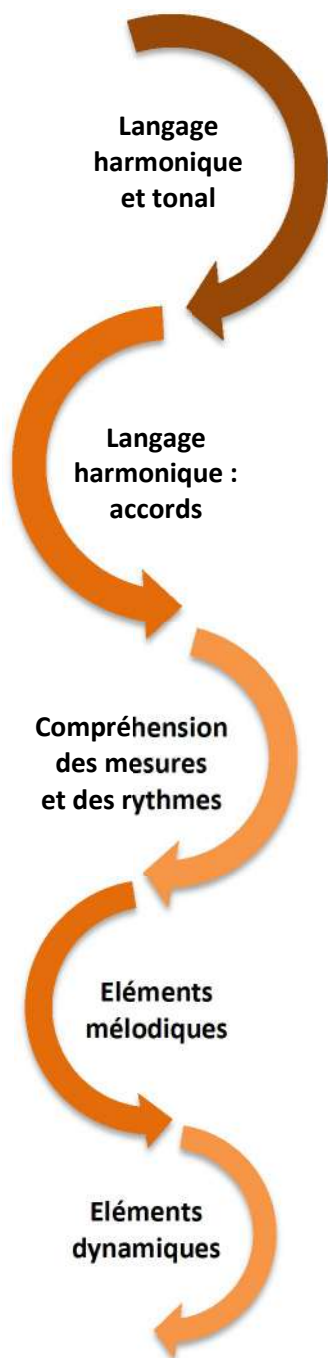 Langage
harmonique
et tonal
Langage
harmonique :
accords
Compréhension
des mesures
et des rythmes
Eléments
mélodiques
Eléments
dynamiques